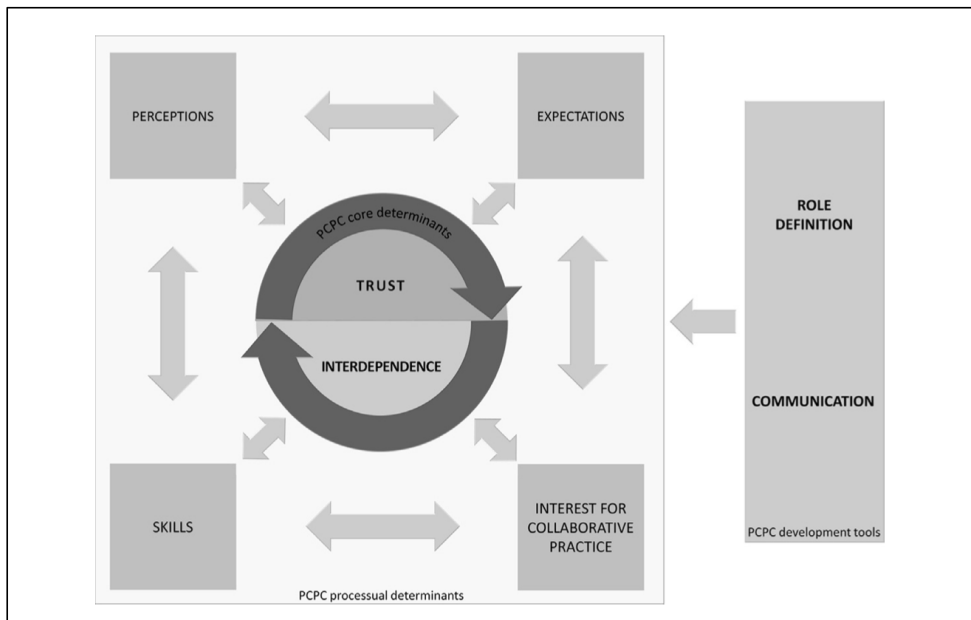 PERCEPTIONS
EXPECTATIONS
PCPC core determinants
TRUST
INTERDEPENDENCE
SKILLS
INTEREST FOR
COLLABORATIVE
PRACTICE
PCPC processual determinants
ROLE
DEFINITION
COMMUNICATION
PCPC development tools